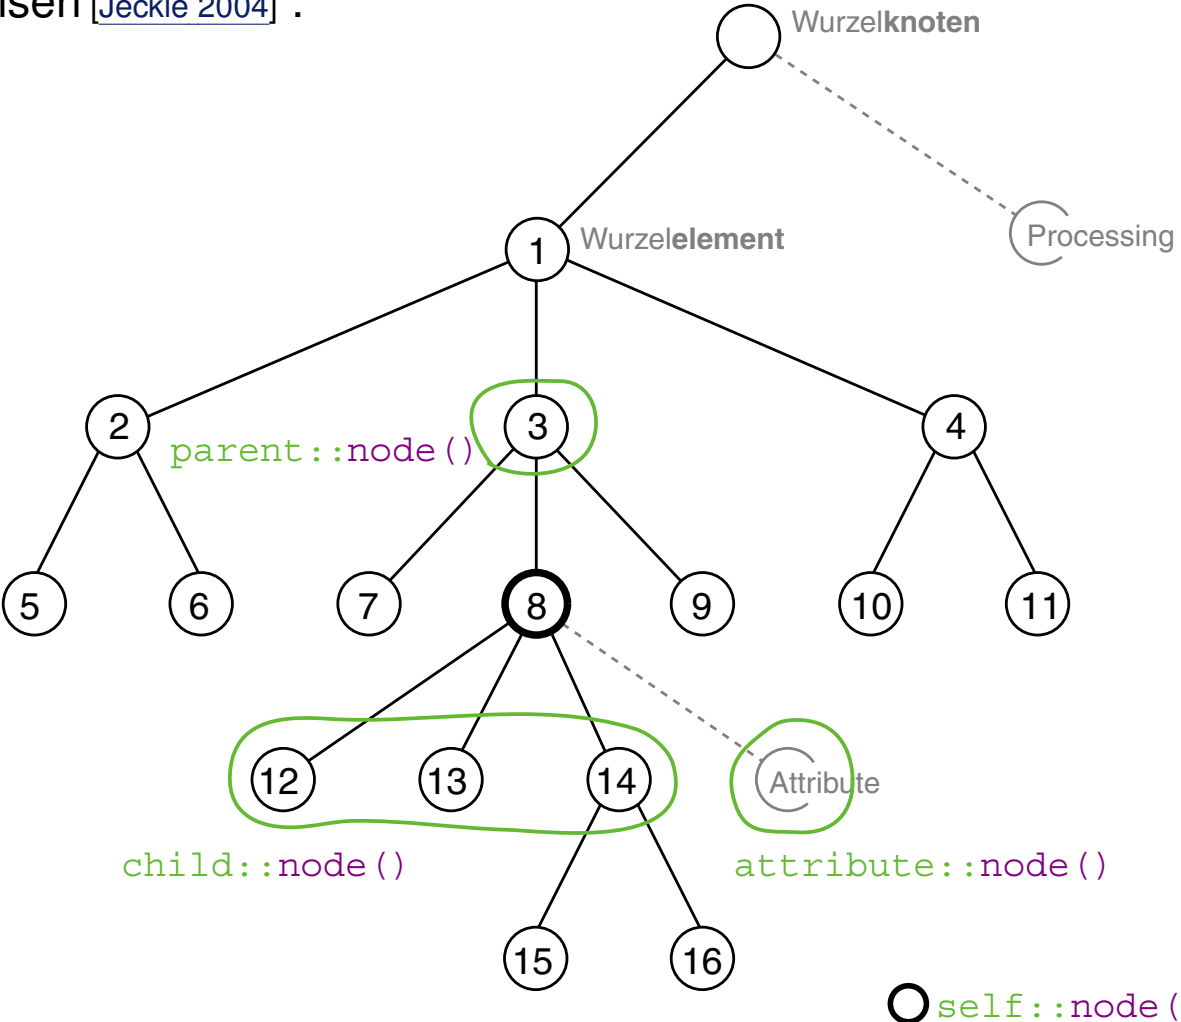 [Jeckle 2004] .
Wurzelknoten
Processing
1 Wurzelelement
2 3 4
parent::node()
5 6 7 8 9 10 11
12 13 14 Attribute
child::node() attribute::node()
15 16
self::node(